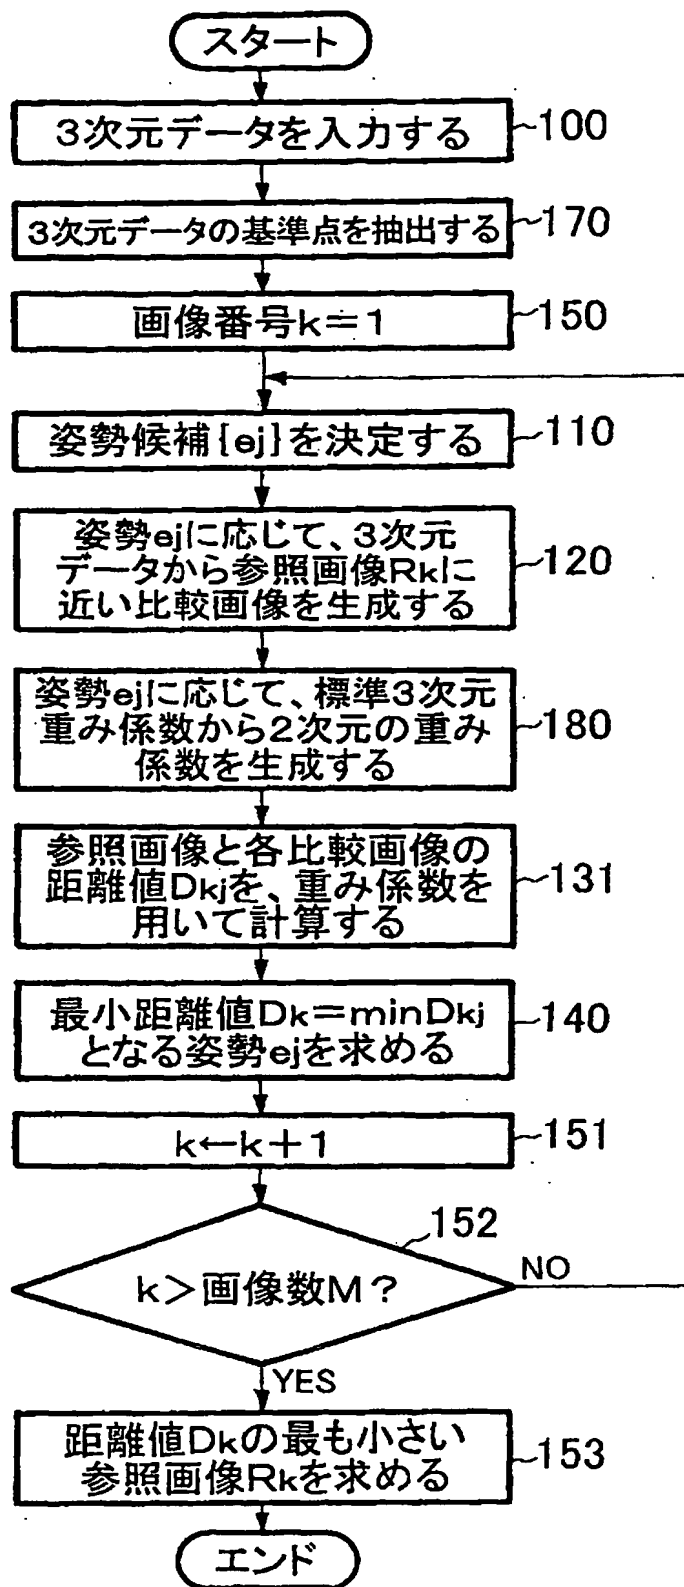 スタート
3次元データを入力する
100
3次元データの基準点を抽出する
170
画像番号k=1
150
姿勢候補{ej}を決定する
110
姿勢ejに応じて、3次元
データから参照画像Rkに
近い比較画像を生成する
120
姿勢ejに応じて、標準3次元
重み係数から2次元の重み
係数を生成する
180
参照画像と各比較画像の
距離値Dkjを、重み係数を
用いて計算する
131
最小距離値Dk=minDkj
となる姿勢ejを求める
140
k←k+1
151
152
k>画像数M?
NO
YES
距離値Dkの最も小さい
参照画像Rkを求める
153
エンド